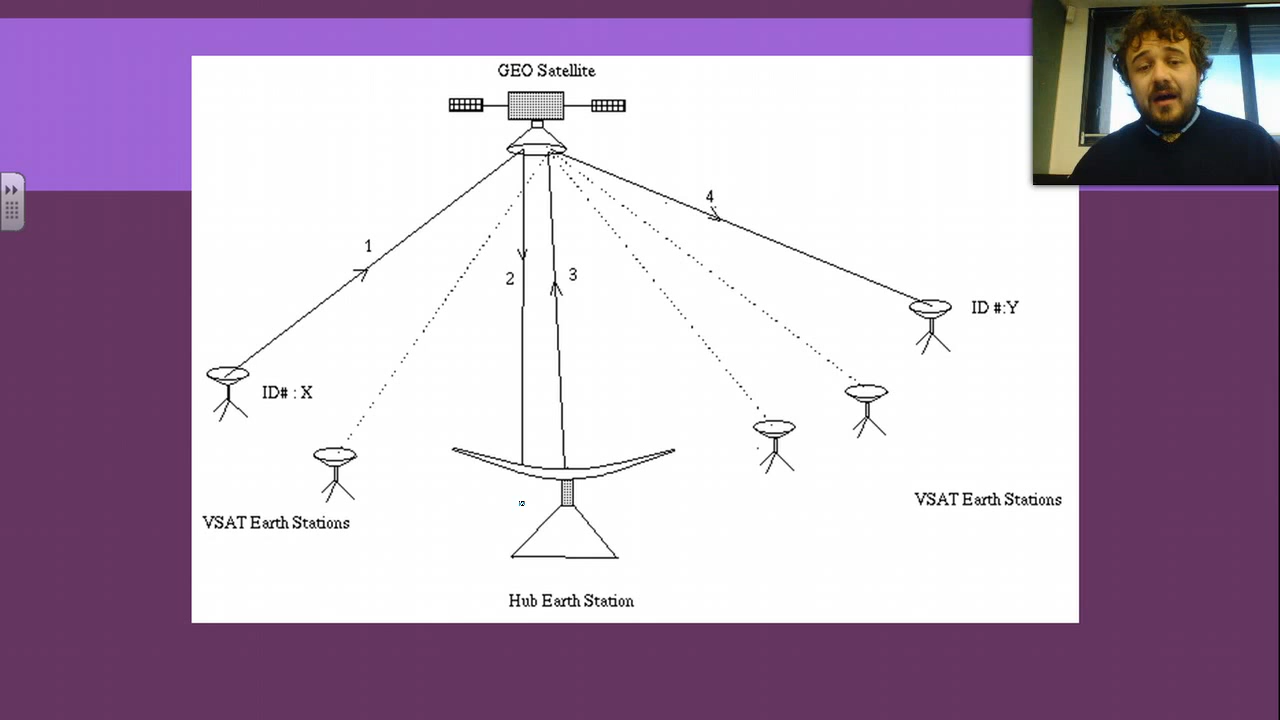 GEO Satellite
4
1
2
3
ID #:Y
ID# : X
VSAT Earth Stations
VSAT Earth Stations
Hub Earth Station